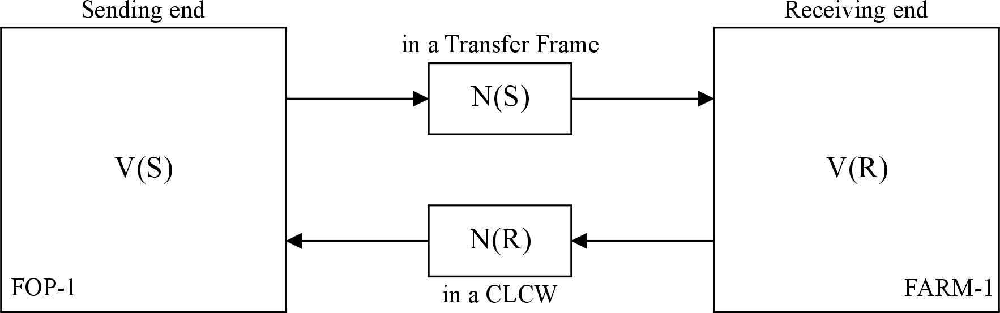 Sending end
Receiving end
in a Transfer Frame
N(S)
V(S)
V(R)
N(R)
FOP-1
in a CLCW
FARM-1